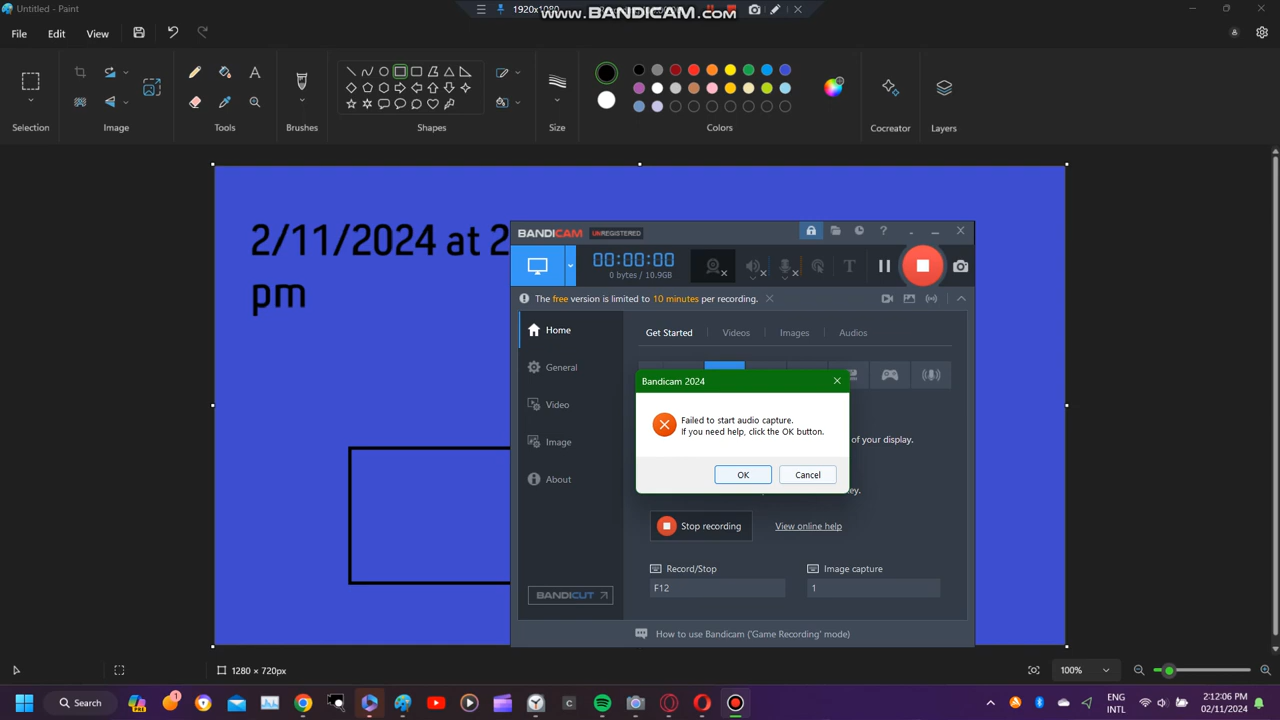 Untitled - Paint
1920x1080
www.BANDICAM.com
File Edit View
Selection Image Tools Brushes Shapes Size Colors Cocreator Layers
2/11/2024 at 2
pm
BANDICAM UNREGISTERED
00:00:00
0 bytes / 10.9GB
The free version is limited to 10 minutes per recording.
Home
General
Video
Image
About
BANDICUT
Get Started Videos Images Audios
Bandicam 2024
Failed to start audio capture.
If you need help, click the OK button.
OK Cancel
of your display.
key.
Stop recording View online help
Record/Stop Image capture
F12 1
How to use Bandicam ('Game Recording' mode)
1280 × 720px
100%
Search
1
PRE
ENG
INTL
2:12:06 PM
02/11/2024